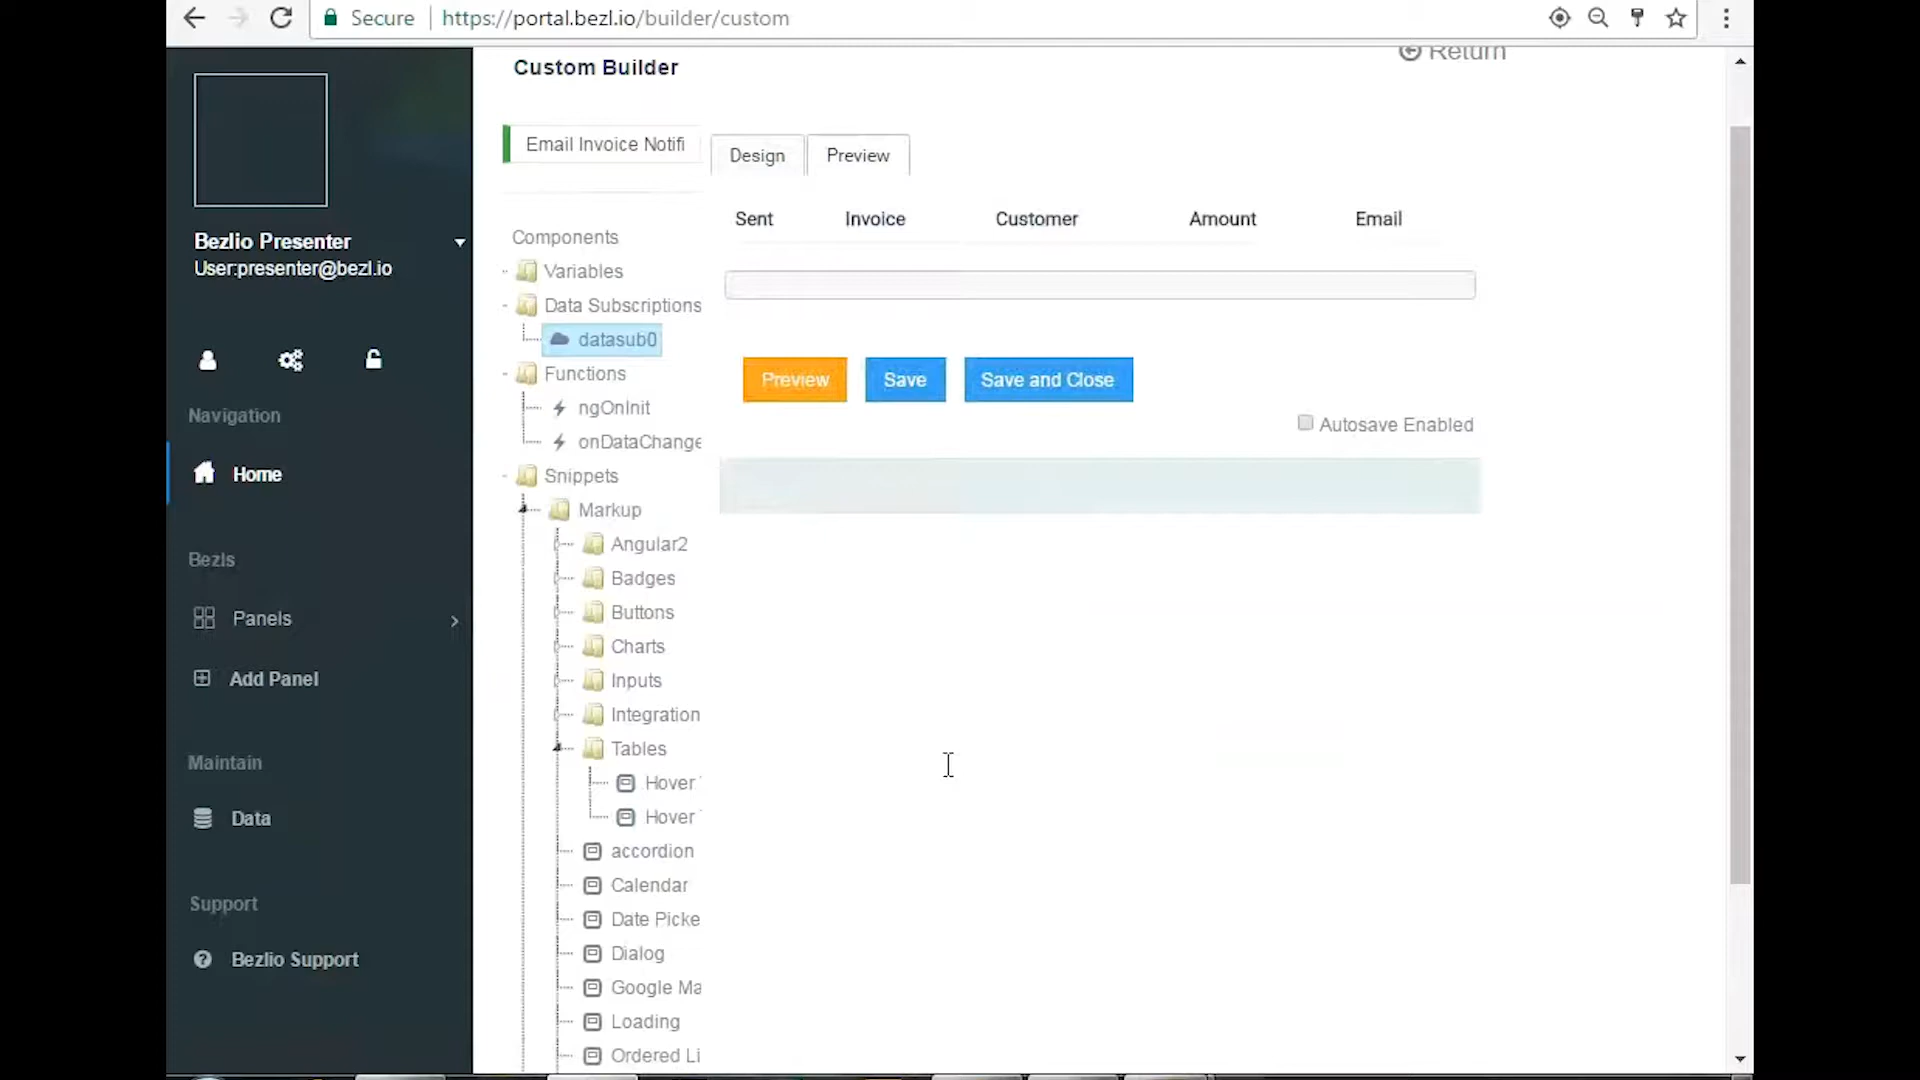 Secure https://portal.bezl.io/builder/custom
Return
Custom Builder
Email Invoice Notifi
Design Preview
Sent Invoice Customer Amount Email
Bezlio Presenter
User:presenter@bezl.io
Components
Variables
Data Subscriptions
datasub0
Functions
ngOnInit
onDataChange
Snippets
Markup
Angular2
Badges
Buttons
Charts
Inputs
Integration
Tables
Hover
Hover
accordion
Calendar
Date Picke
Dialog
Google Ma
Loading
Ordered Li
Preview Save Save and Close
Autosave Enabled
Navigation
Home
Bezls
Panels
Add Panel
Maintain
Data
Support
Bezlio Support